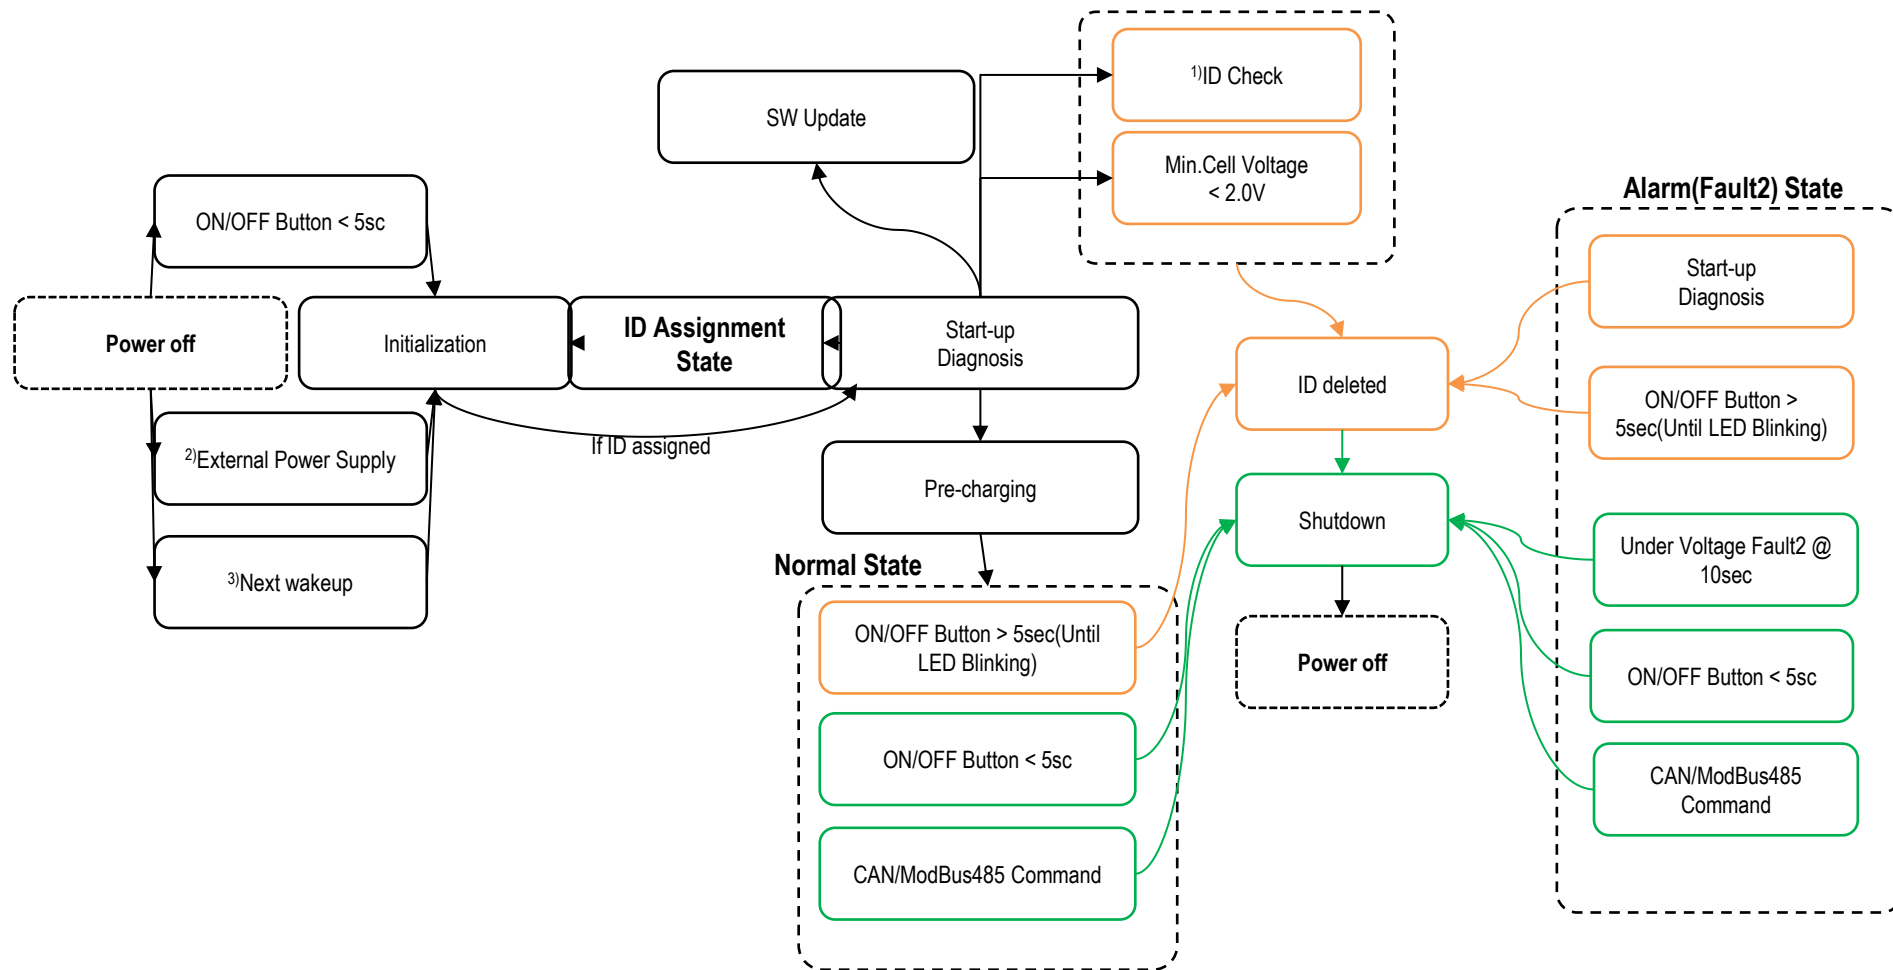 1)ID Check
SW Update
Min.Cell Voltage
< 2.0V
Alarm(Fault2) State
ON/OFF Button < 5sc
Start-up
Diagnosis
Power off
Initialization
ID Assignment
State
Start-up
Diagnosis
ID deleted
ON/OFF Button >
5sec(Until LED Blinking)
If ID assigned
2)External Power Supply
Pre-charging
Shutdown
Under Voltage Fault2 @
10sec
3)Next wakeup
Normal State
ON/OFF Button > 5sec(Until
LED Blinking)
Power off
ON/OFF Button < 5sc
ON/OFF Button < 5sc
CAN/ModBus485
Command
CAN/ModBus485 Command